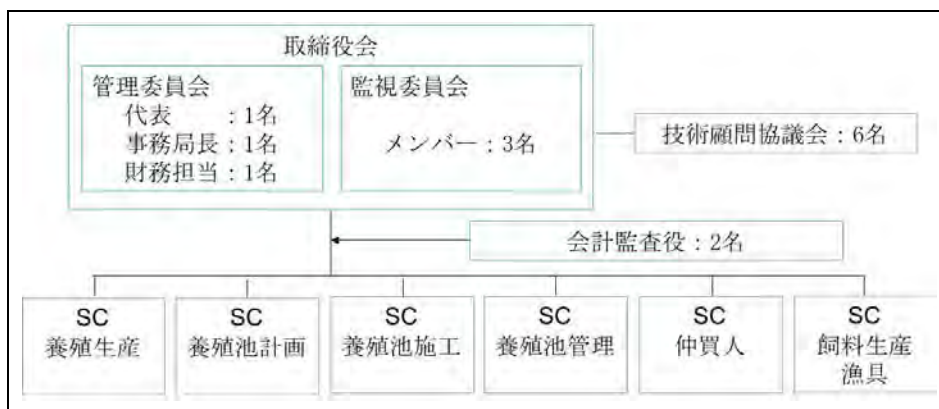 取締役会
管理委員会
代表 :1名
事務局長:1名
財務担当:1名
監視委員会
メンバー:3名
技術顧問協議会:6名
会計監査役:2名
SC
養殖生産
SC
養殖池計画
SC
養殖池施工
SC
養殖池管理
SC
仲買人
SC
飼料生産
漁具